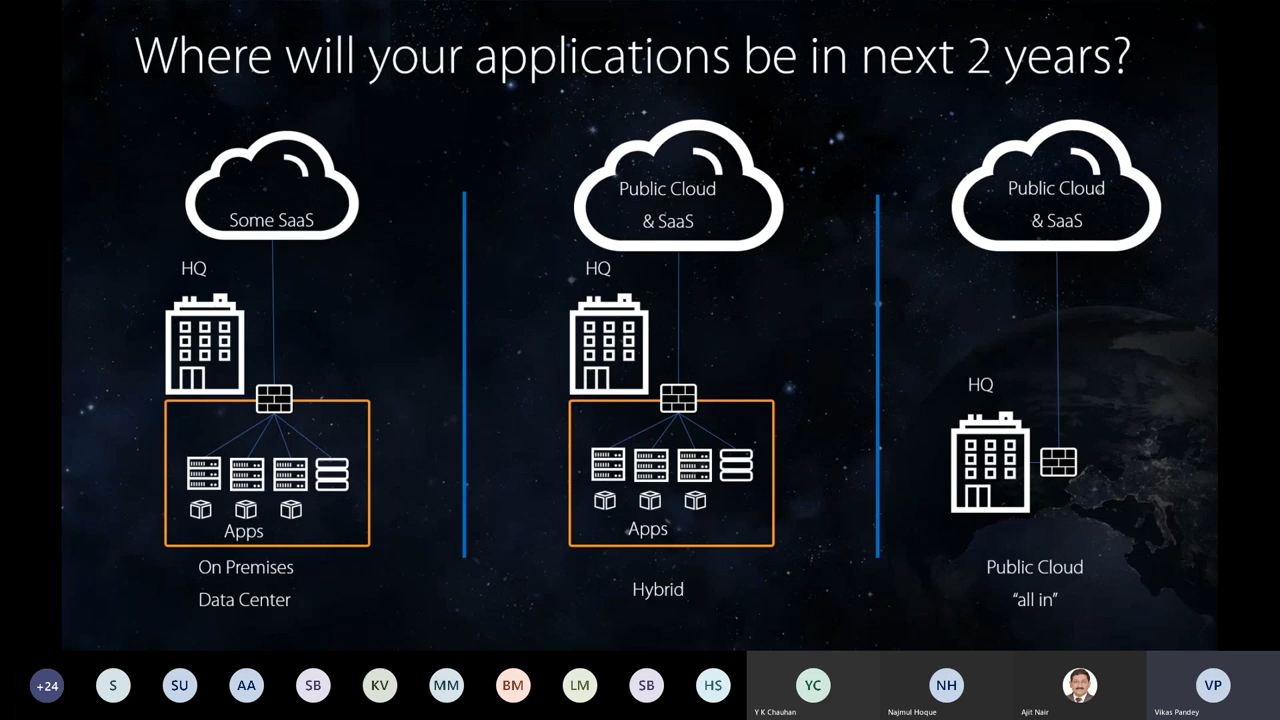 Where will your applications be in next 2 years?
Some SaaS
HQ
Apps
On Premises
Data Center
Public Cloud
& SaaS
HQ
Apps
Hybrid
Public Cloud
& SaaS
HQ
Public Cloud
“all in”
+24
S
SU
AA
SB
KV
MM
BM
LM
SB
HS
YC
Y K Chauhan
NH
Najmul Hoque
Ajit Nair
VP
Vikas Pandey